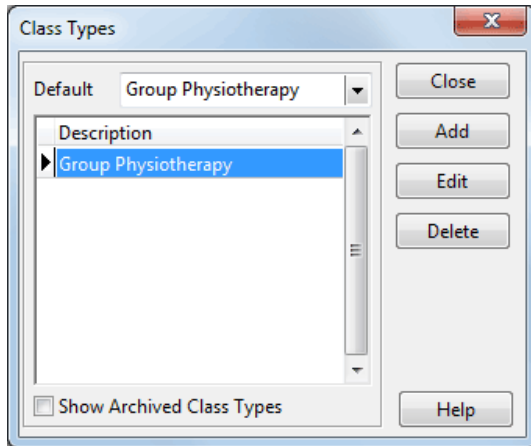 Class Types
Default
Group Physiotherapy
Close
Description
Add
Group Physiotherapy
Edit
Delete
Show Archived Class Types
Help